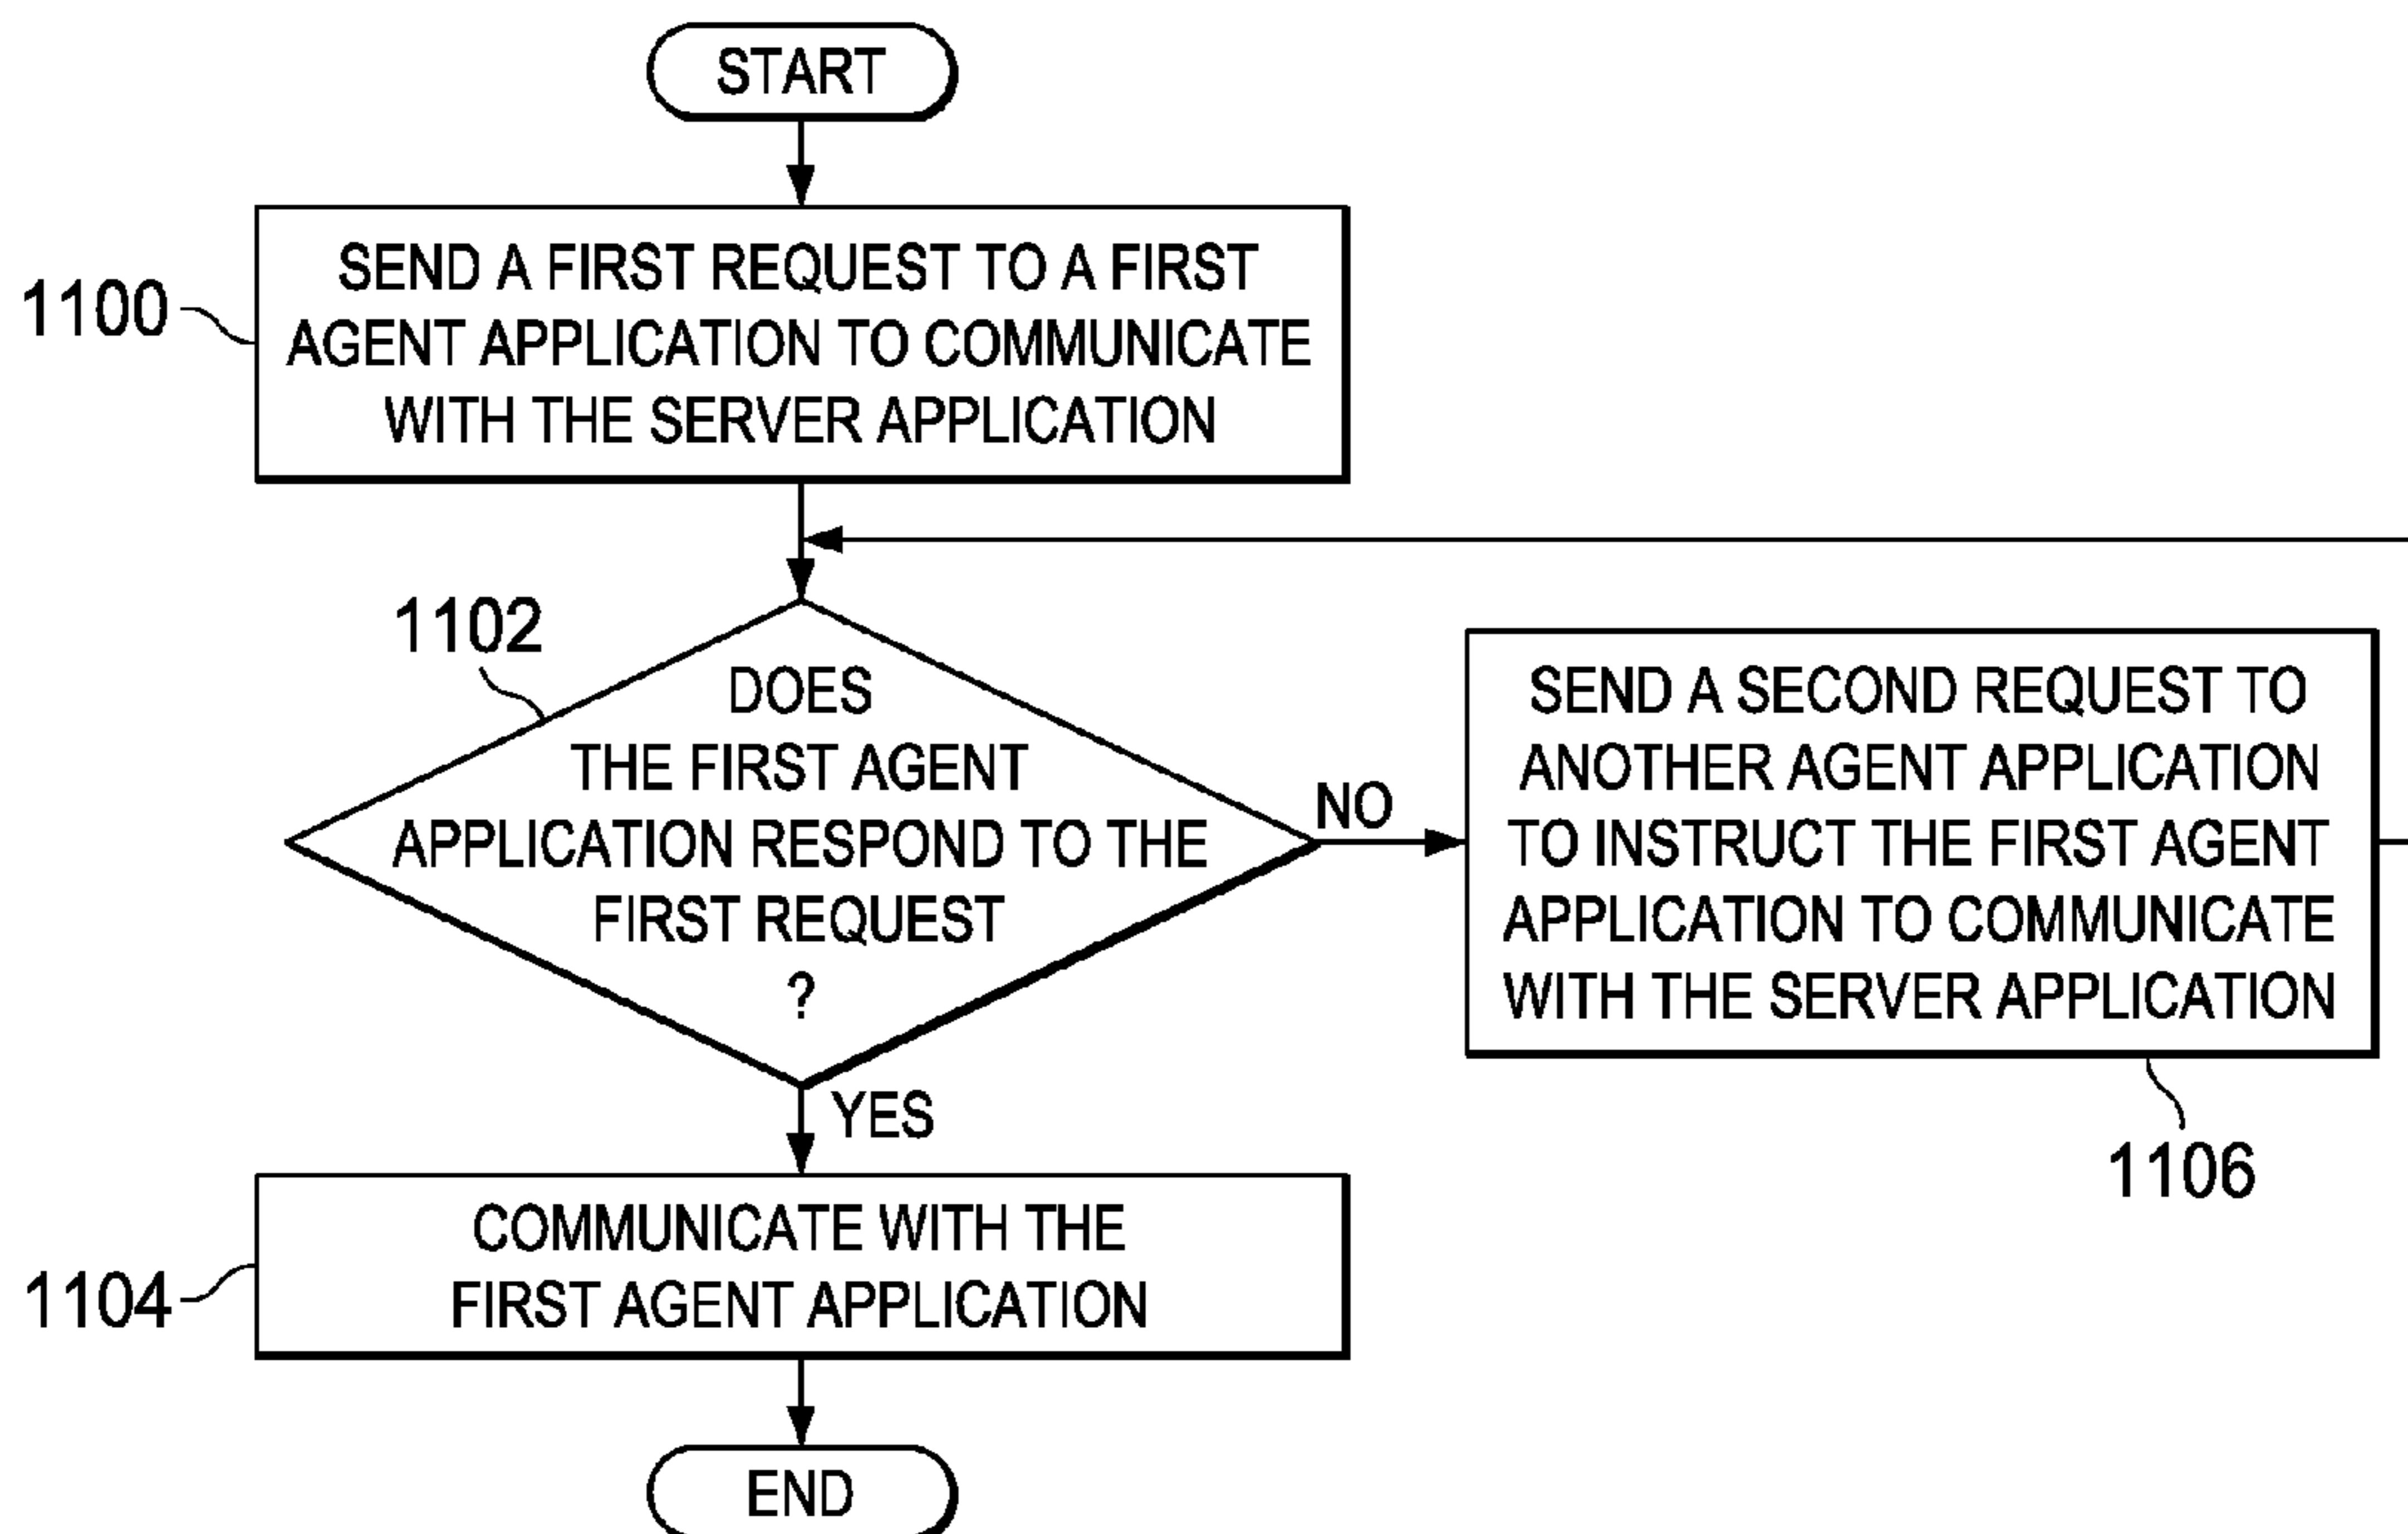 START
1100
SEND A FIRST REQUEST TO A FIRST
AGENT APPLICATION TO COMMUNICATE
WITH THE SERVER APPLICATION
1102
DOES
THE FIRST AGENT
APPLICATION RESPOND TO THE
FIRST REQUEST
?
NO
SEND A SECOND REQUEST TO
ANOTHER AGENT APPLICATION
TO INSTRUCT THE FIRST AGENT
APPLICATION TO COMMUNICATE
WITH THE SERVER APPLICATION
1106
YES
1104
COMMUNICATE WITH THE
FIRST AGENT APPLICATION
END